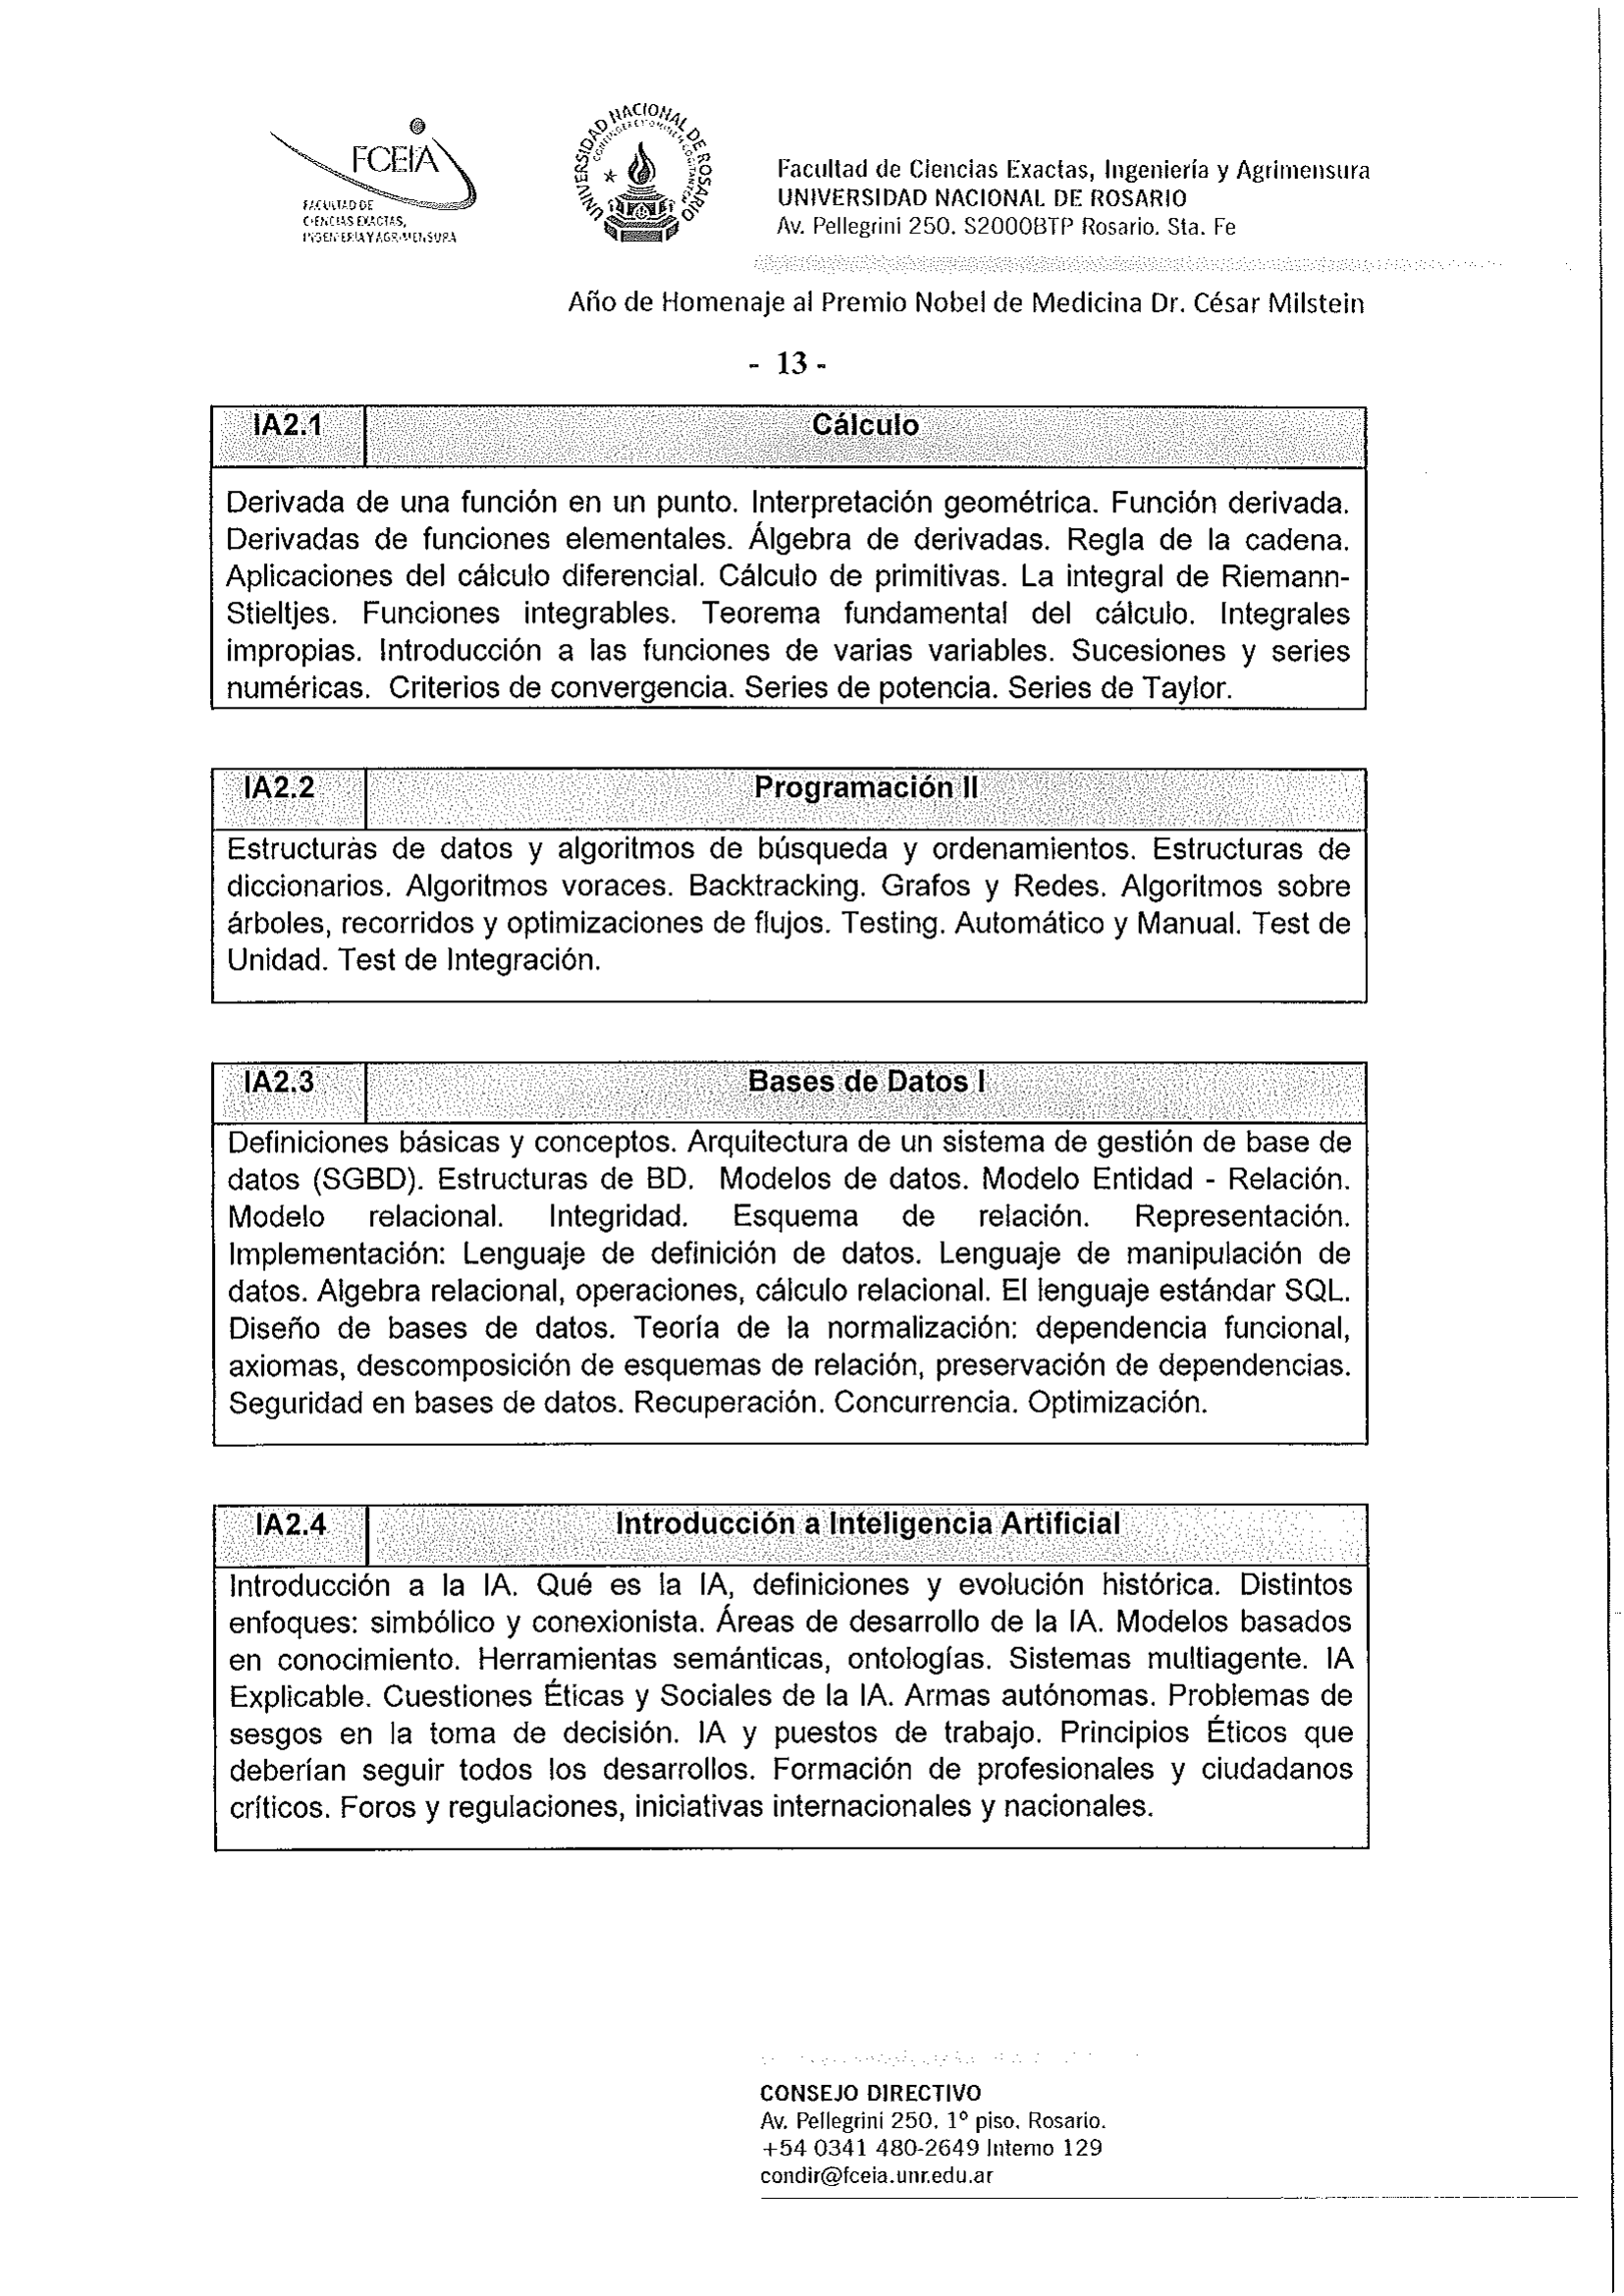 FCEIA
FACULTAD DE
CIENCIAS EXACTAS,
INGENIERIA Y AGRIMENSURA
UNIVERSIDAD NACIONAL DE ROSARIO
Facultad de Ciencias Exactas, Ingeniería y Agrimensura
UNIVERSIDAD NACIONAL DE ROSARIO
Av. Pellegrini 250. S2000BTP Rosario. Sta. Fe
Año de Homenaje al Premio Nobel de Medicina Dr. César Milstein
- 13 -
IA2.1 Cálculo
Derivada de una función en un punto. Interpretación geométrica. Función derivada.
Derivadas de funciones elementales. Álgebra de derivadas. Regla de la cadena.
Aplicaciones del cálculo diferencial. Cálculo de primitivas. La integral de Riemann-
Stieltjes. Funciones integrables. Teorema fundamental del cálculo. Integrales
impropias. Introducción a las funciones de varias variables. Sucesiones y series
numéricas. Criterios de convergencia. Series de potencia. Series de Taylor.
IA2.2 Programación II
Estructuras de datos y algoritmos de búsqueda y ordenamientos. Estructuras de
diccionarios. Algoritmos voraces. Backtracking. Grafos y Redes. Algoritmos sobre
árboles, recorridos y optimizaciones de flujos. Testing. Automático y Manual. Test de
Unidad. Test de Integración.
IA2.3 Bases de Datos I
Definiciones básicas y conceptos. Arquitectura de un sistema de gestión de base de
datos (SGBD). Estructuras de BD. Modelos de datos. Modelo Entidad - Relación.
Modelo relacional. Integridad. Esquema de relación. Representación.
Implementación: Lenguaje de definición de datos. Lenguaje de manipulación de
datos. Algebra relacional, operaciones, cálculo relacional. El lenguaje estándar SQL.
Diseño de bases de datos. Teoría de la normalización: dependencia funcional,
axiomas, descomposición de esquemas de relación, preservación de dependencias.
Seguridad en bases de datos. Recuperación. Concurrencia. Optimización.
IA2.4 Introducción a Inteligencia Artificial
Introducción a la IA. Qué es la IA, definiciones y evolución histórica. Distintos
enfoques: simbólico y conexionista. Áreas de desarrollo de la IA. Modelos basados
en conocimiento. Herramientas semánticas, ontologías. Sistemas multiagente. IA
Explicable. Cuestiones Éticas y Sociales de la IA. Armas autónomas. Problemas de
sesgos en la toma de decisión. IA y puestos de trabajo. Principios Éticos que
deberían seguir todos los desarrollos. Formación de profesionales y ciudadanos
críticos. Foros y regulaciones, iniciativas internacionales y nacionales.
CONSEJO DIRECTIVO
Av. Pellegrini 250. 1º piso. Rosario.
+54 0341 480-2649 Interno 129
condir@fceia.unr.edu.ar